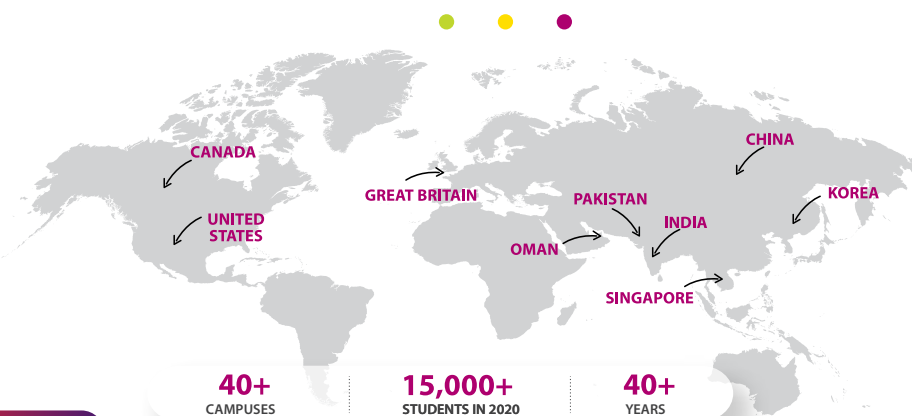 CANADA
CHINA
GREAT BRITAIN
PAKISTAN
KOREA
UNITED
STATES
INDIA
OMAN
SINGAPORE
40+
CAMPUSES
15,000+
STUDENTS IN 2020
40+
YEARS